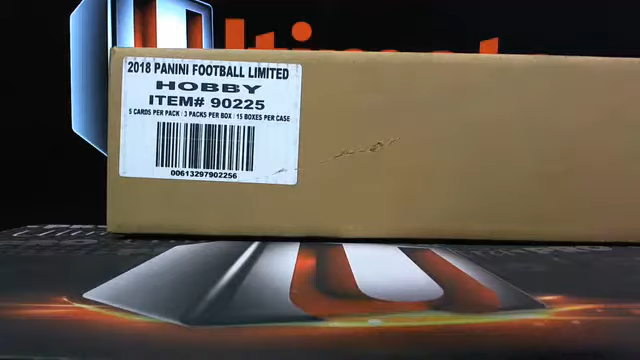 2018 PANINI FOOTBALL LIMITED
HOBBY
ITEM# 90225
5 CARDS PER PACK | 3 PACKS PER BOX | 15 BOXES PER CASE
00613297902256